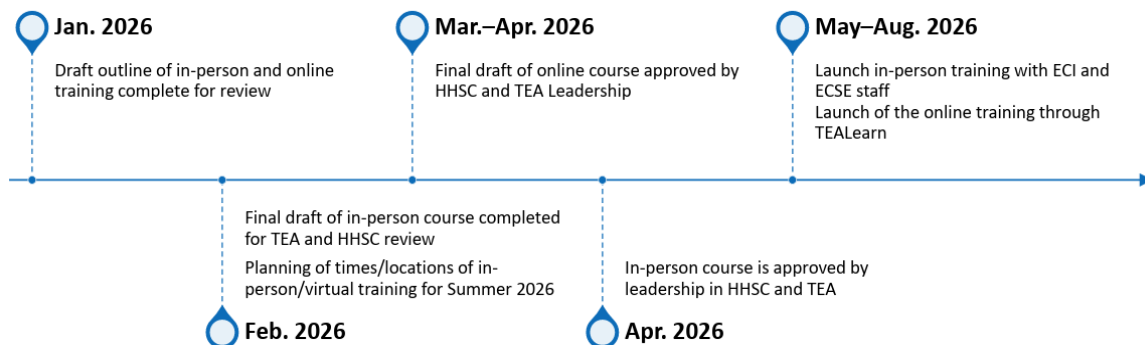 Jan. 2026
Draft outline of in-person and online
training complete for review
Mar.–Apr. 2026
Final draft of online course approved by
HHSC and TEA Leadership
May–Aug. 2026
Launch in-person training with ECI and
ECSE staff
Launch of the online training through
TEALearn
Final draft of in-person course completed
for TEA and HHSC review
Planning of times/locations of in-
person/virtual training for Summer 2026
Feb. 2026
In-person course is approved by
leadership in HHSC and TEA
Apr. 2026